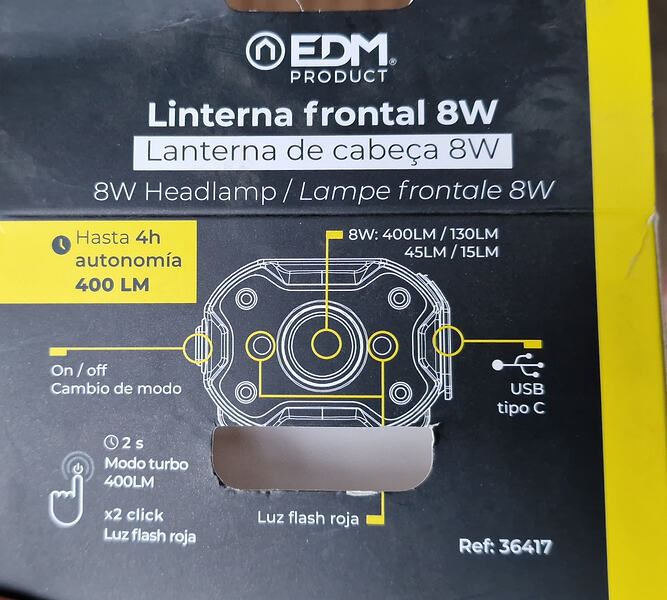 EDM®
PRODUCT
Linterna frontal 8W
Lanterna de cabeça 8W
8W Headlamp / Lampe frontale 8W
Hasta 4h
autonomía
400 LM
8W: 400LM / 130LM
45LM / 15LM
On / off
Cambio de modo
USB
tipo C
2 s
Modo turbo
400LM
x2 click
Luz flash roja
Luz flash roja
Ref: 36417